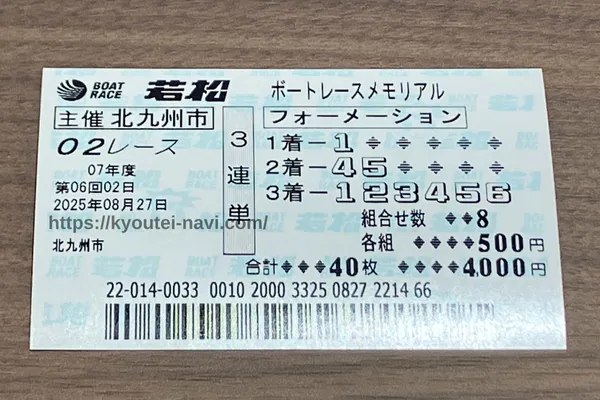 BOAT RACE 若松 ボートレースメモリアル
主催 北九州市
02レース
07年度
第06回02日
2025年08月27日
https://kyoutei-navi.com/
北九州市
3連単
フォーメーション
1着ー1
2着ー45
3着ー123456
組合せ数 8
各組 500円
合計 40枚 4,000円
22-014-0033 0010 2000 3325 0827 2214 66